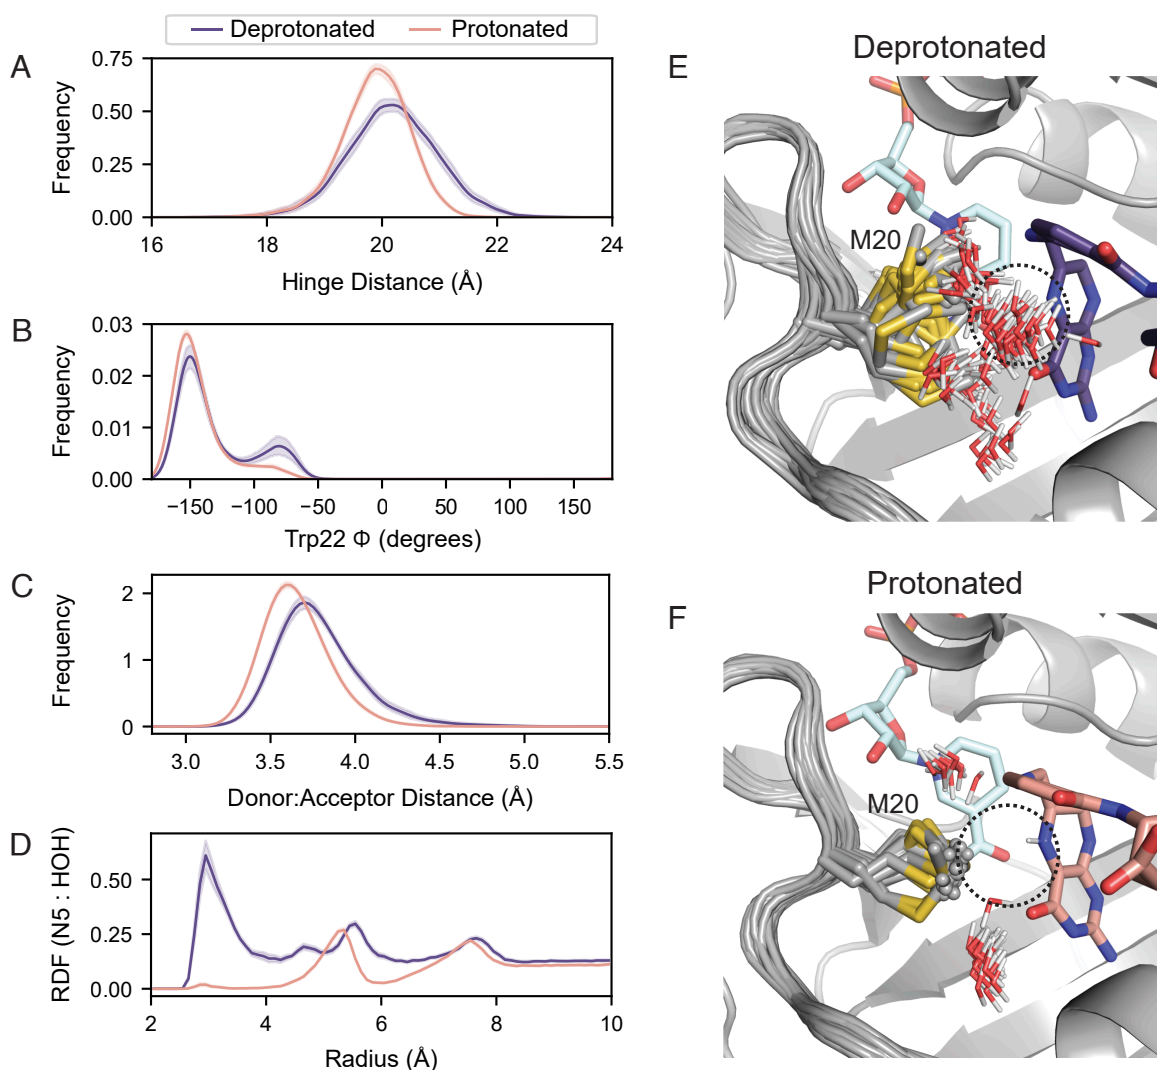 Deprotonated Protonated
A
0.75
0.50
0.25
0.00
Frequency
16 18 20 22 24
Hinge Distance (Å)
B
0.03
0.02
0.01
0.00
Frequency
−150 −100 −50 0 50 100 150
Trp22 Φ (degrees)
C
2
1
0
Frequency
3.0 3.5 4.0 4.5 5.0 5.5
Donor:Acceptor Distance (Å)
D
0.50
0.25
0.00
RDF (N5 : HOH)
2 4 6 8 10
Radius (Å)
E
Deprotonated
M20
F
Protonated
M20